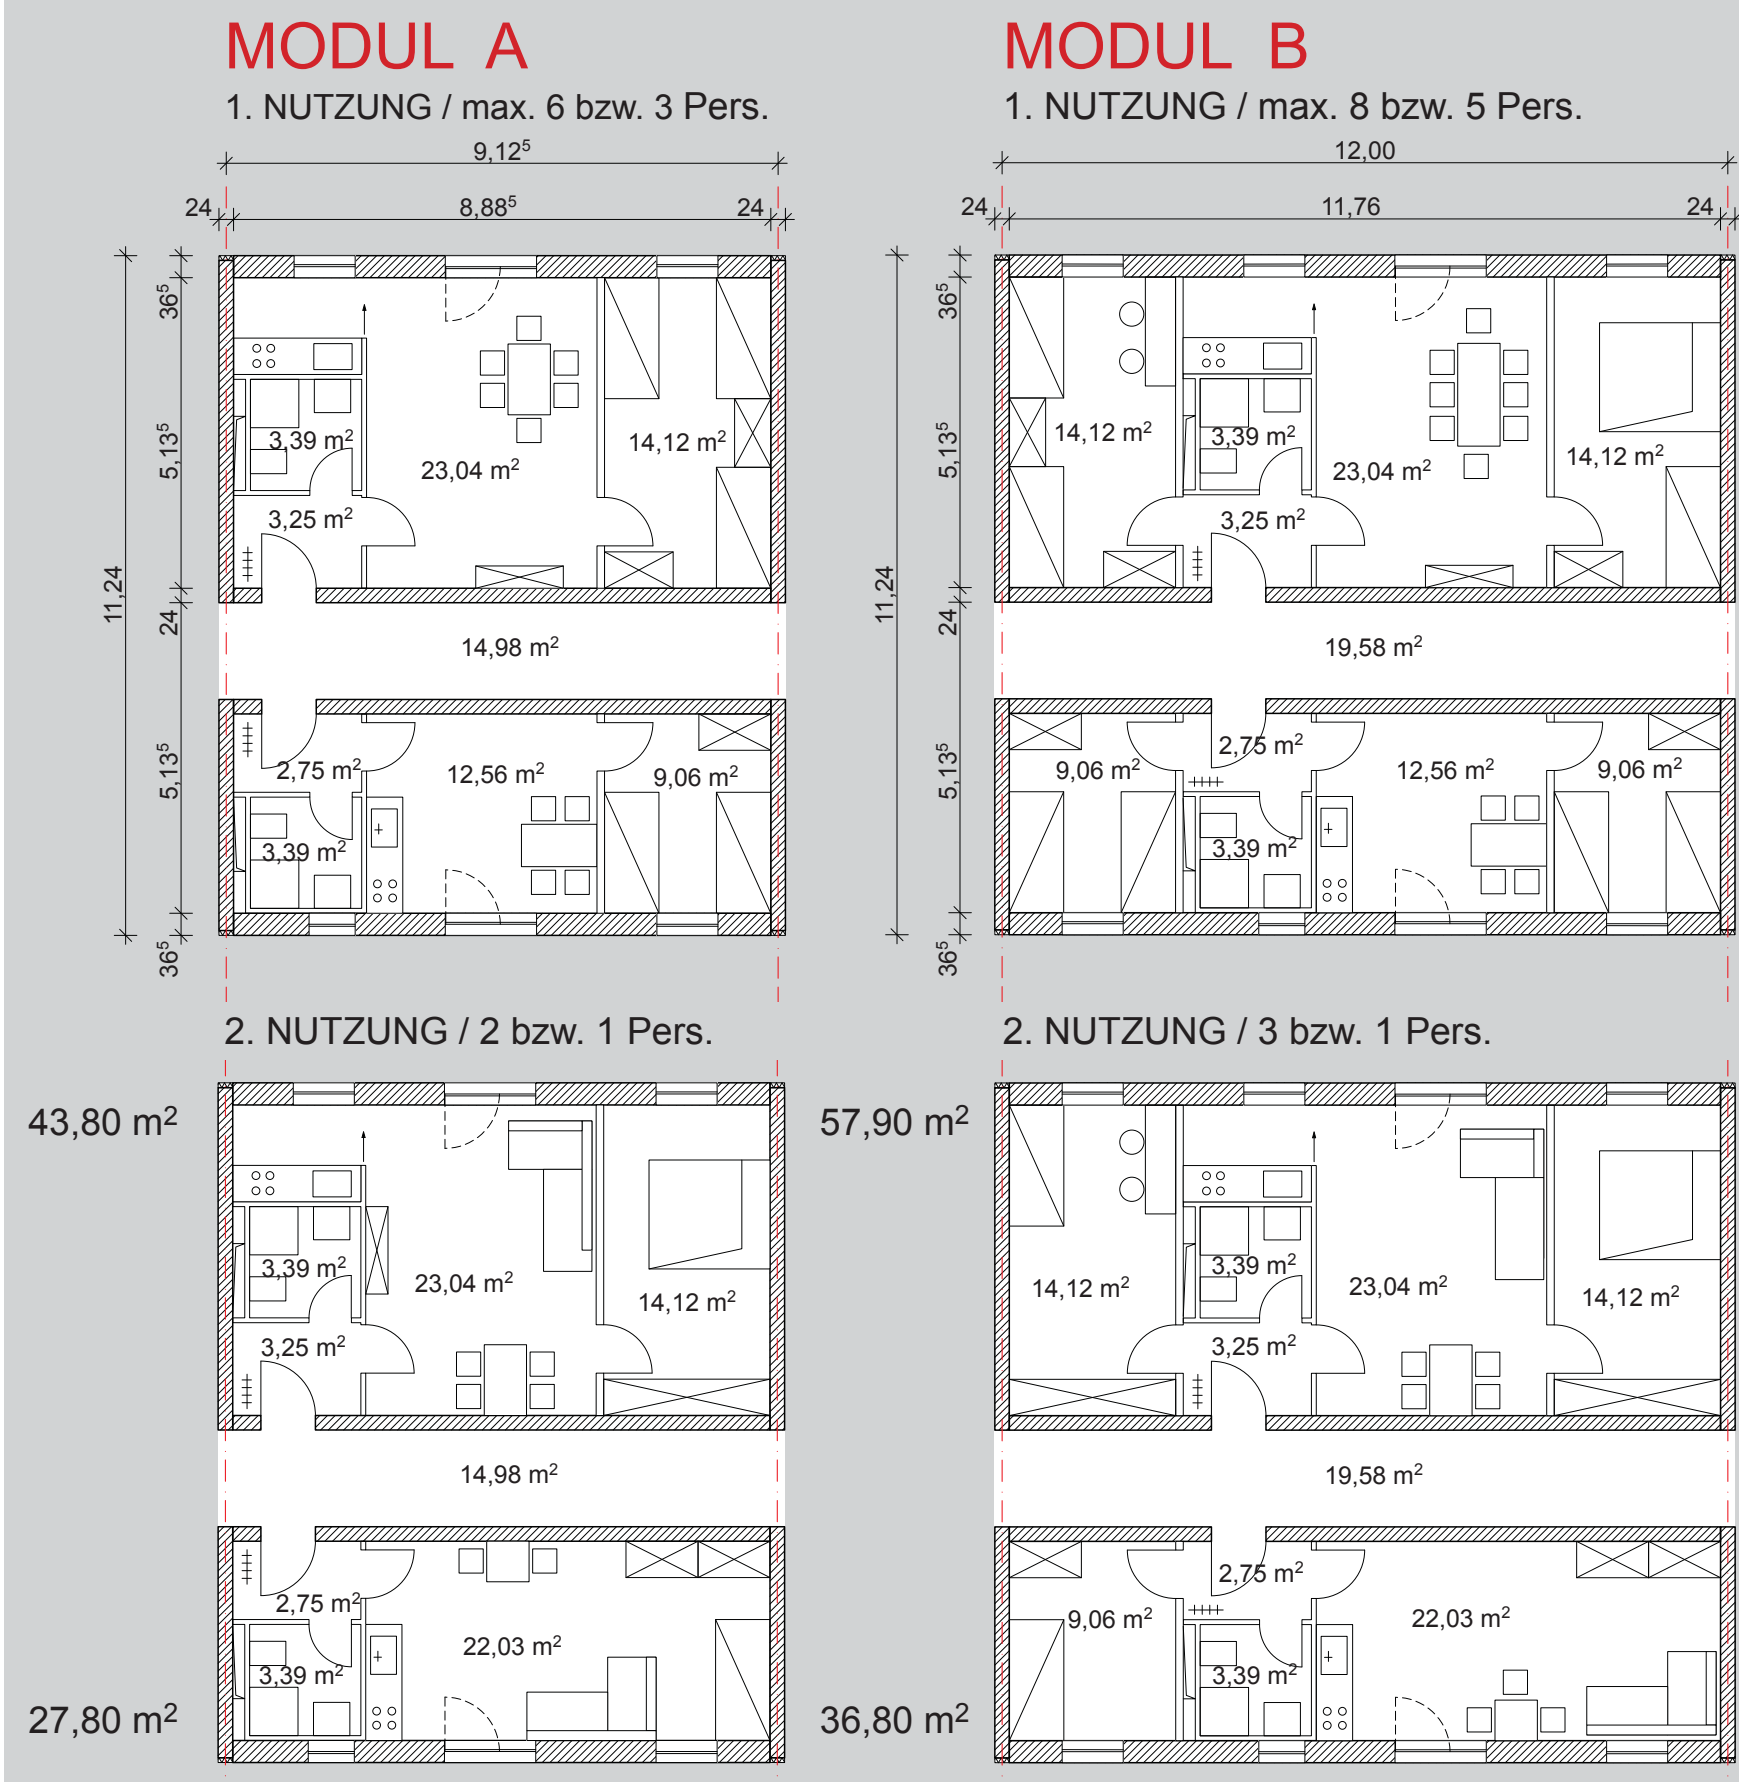 MODUL A
1. NUTZUNG / max. 6 bzw. 3 Pers.
9,12⁵
24
8,88⁵
24
36⁵
5,13⁵
24
5,13⁵
36⁵
11,24
3,39 m²
23,04 m²
14,12 m²
3,25 m²
14,98 m²
2,75 m²
12,56 m²
9,06 m²
3,39 m²
MODUL B
1. NUTZUNG / max. 8 bzw. 5 Pers.
12,00
24
11,76
24
36⁵
5,13⁵
24
5,13⁵
36⁵
11,24
14,12 m²
3,39 m²
23,04 m²
14,12 m²
3,25 m²
19,58 m²
9,06 m²
2,75 m²
12,56 m²
9,06 m²
3,39 m²
2. NUTZUNG / 2 bzw. 1 Pers.
43,80 m²
3,39 m²
23,04 m²
14,12 m²
3,25 m²
14,98 m²
2,75 m²
22,03 m²
3,39 m²
27,80 m²
2. NUTZUNG / 3 bzw. 1 Pers.
57,90 m²
14,12 m²
3,39 m²
23,04 m²
14,12 m²
3,25 m²
19,58 m²
2,75 m²
9,06 m²
22,03 m²
3,39 m²
36,80 m²